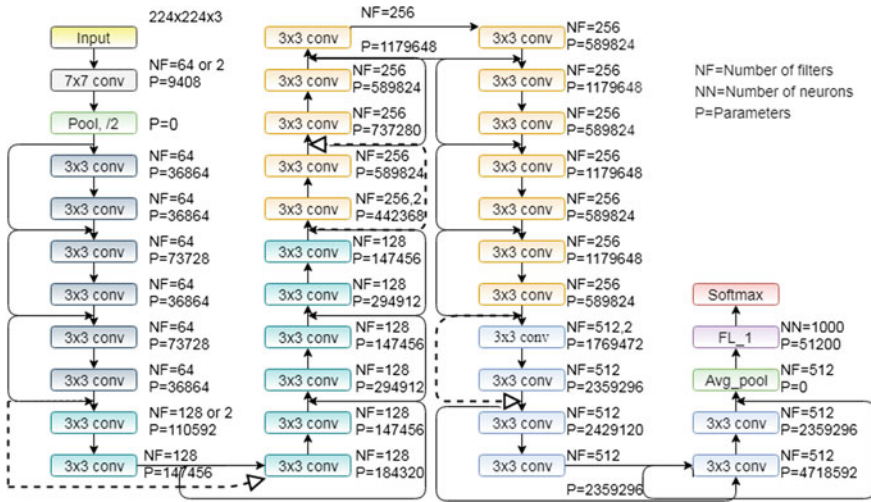 224x224x3
Input
NF=64 or 2
7x7 conv
P=9408
Pool, /2
P=0
NF=64
3x3 conv
P=36864
NF=64
3x3 conv
P=36864
NF=64
3x3 conv
P=73728
NF=64
3x3 conv
P=36864
NF=64
3x3 conv
P=73728
NF=64
3x3 conv
P=36864
NF=128 or 2
3x3 conv
P=110592
NF=128
3x3 conv
P=147456
NF=256
3x3 conv
P=1179648
NF=256
3x3 conv
P=589824
NF=256
3x3 conv
P=737280
NF=256
3x3 conv
P=589824
NF=256,2
3x3 conv
P=442368
NF=128
3x3 conv
P=147456
NF=128
3x3 conv
P=294912
NF=128
3x3 conv
P=147456
NF=128
3x3 conv
P=294912
NF=128
3x3 conv
P=147456
NF=128
3x3 conv
P=184320
NF=256
3x3 conv
P=589824
NF=256
3x3 conv
P=1179648
NF=256
3x3 conv
P=589824
NF=256
3x3 conv
P=1179648
NF=256
3x3 conv
P=589824
NF=256
3x3 conv
P=1179648
NF=256
3x3 conv
P=589824
NF=512,2
3x3 conv
P=1769472
NF=512
3x3 conv
P=2359296
NF=512
3x3 conv
P=2429120
NF=512
3x3 conv
P=2359296
NF=Number of filters
NN=Number of neurons
P=Parameters
Softmax
NN=1000
FL_1
P=51200
NF=512
Avg_pool
P=0
NF=512
3x3 conv
P=2359296
NF=512
3x3 conv
P=4718592